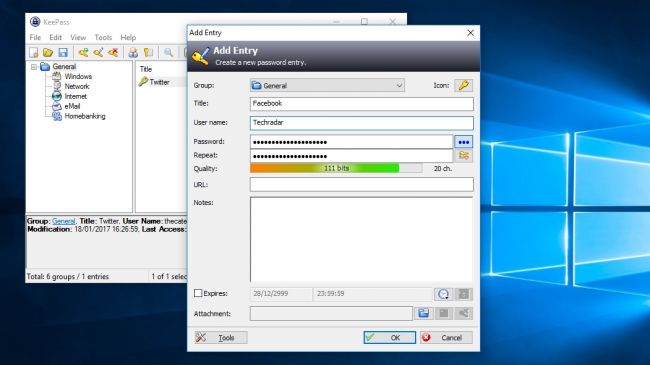 KeePass
File Edit View Tools Help
General
Windows
Network
Internet
eMail
Homebanking
Title
Twitter
Group: General, Title: Twitter, User Name: thecate
Modification: 18/01/2017 16:26:59, Last Access:
Total: 6 groups / 1 entries
1 of 1 selec
Add Entry
Add Entry
Create a new password entry.
Group: General Icon:
Title: Facebook
User name: Techradar
Password: ••••••••••••••••••••
Repeat: ••••••••••••••••••••
Quality: 111 bits 20 ch.
URL:
Notes:
Expires: 28/12/2999 23:59:59
Attachment:
Tools OK Cancel